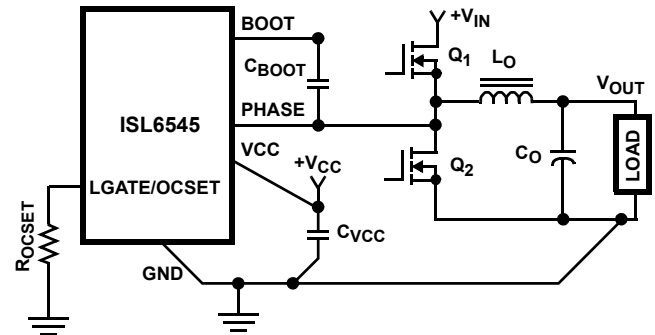 +VIN
BOOT
CBOOT
Q1
LO
VOUT
PHASE
ISL6545
VCC
+VCC
CO
LOAD
Q2
LGATE/OCSET
ROCSET
CVCC
GND